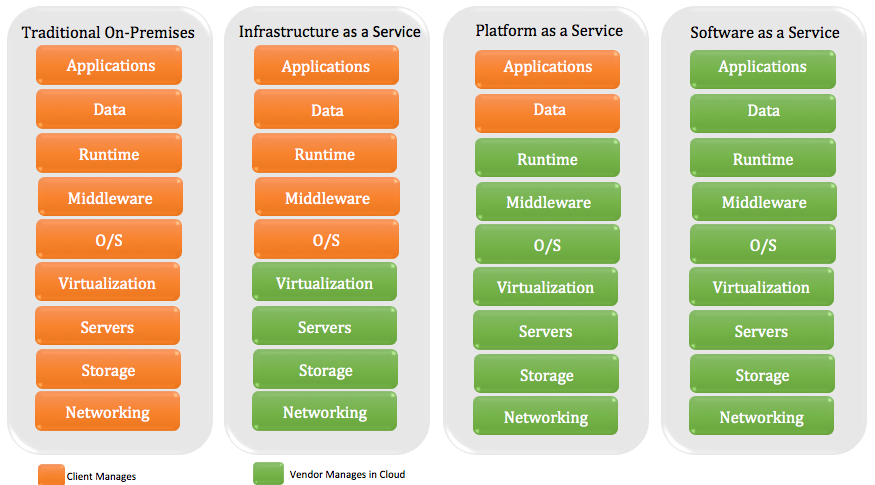 Traditional On-Premises
Applications
Data
Runtime
Middleware
O/S
Virtualization
Servers
Storage
Networking
Infrastructure as a Service
Applications
Data
Runtime
Middleware
O/S
Virtualization
Servers
Storage
Networking
Platform as a Service
Applications
Data
Runtime
Middleware
O/S
Virtualization
Servers
Storage
Networking
Software as a Service
Applications
Data
Runtime
Middleware
O/S
Virtualization
Servers
Storage
Networking
Client Manages
Vendor Manages in Cloud